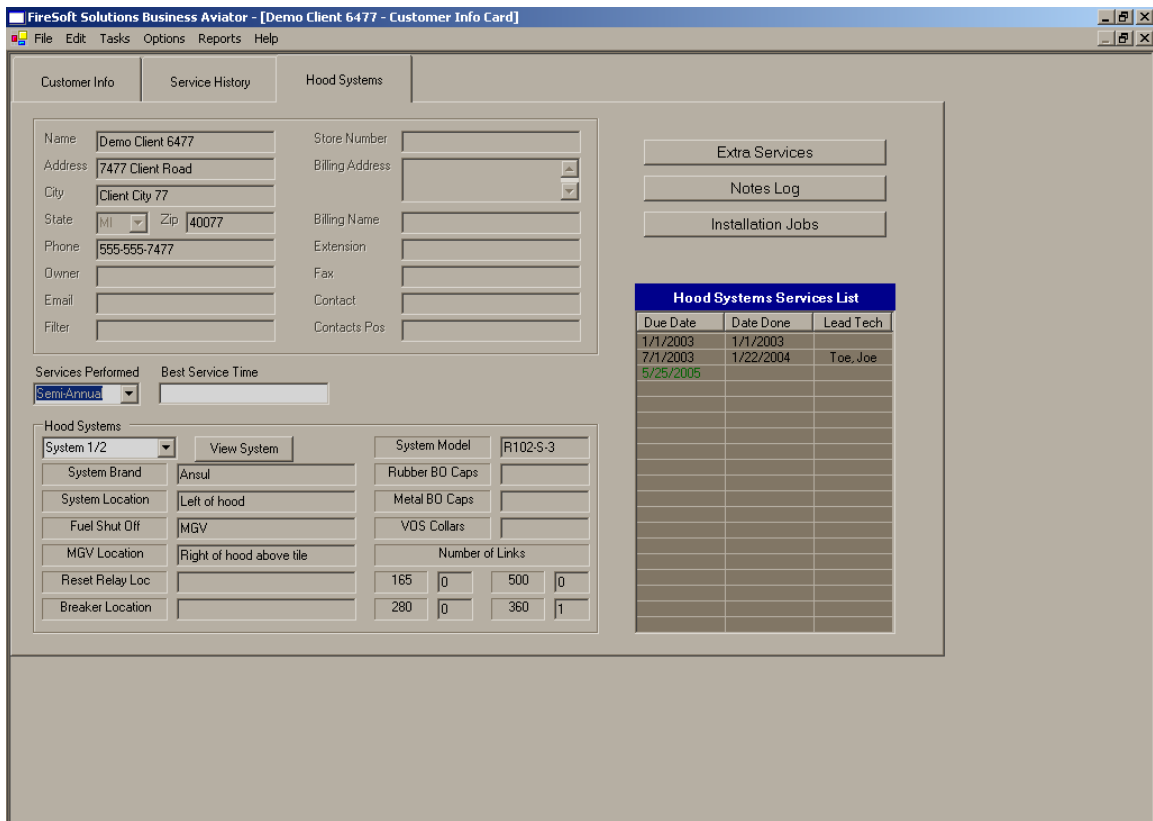 FireSoft Solutions Business Aviator - [Demo Client 6477 - Customer Info Card]
File Edit Tasks Options Reports Help
Customer Info Service History Hood Systems
Name Demo Client 6477 Store Number
Address 7477 Client Road Billing Address
City Client City 77
State MI Zip 40077 Billing Name
Phone 555-555-7477 Extension
Owner Fax
Email Contact
Filter Contacts Pos
Extra Services
Notes Log
Installation Jobs
Services Performed Best Service Time
Semi-Annual
Hood Systems
System 1/2 View System System Model R102-S-3
System Brand Ansul Rubber BO Caps
System Location Left of hood Metal BO Caps
Fuel Shut Off MGV VOS Collars
MGV Location Right of hood above tile Number of Links
Reset Relay Loc 165 0 500 0
Breaker Location 280 0 360 1
Hood Systems Services List
Due Date Date Done Lead Tech
1/1/2003 1/1/2003
7/1/2003 1/22/2004 Toe, Joe
5/25/2005